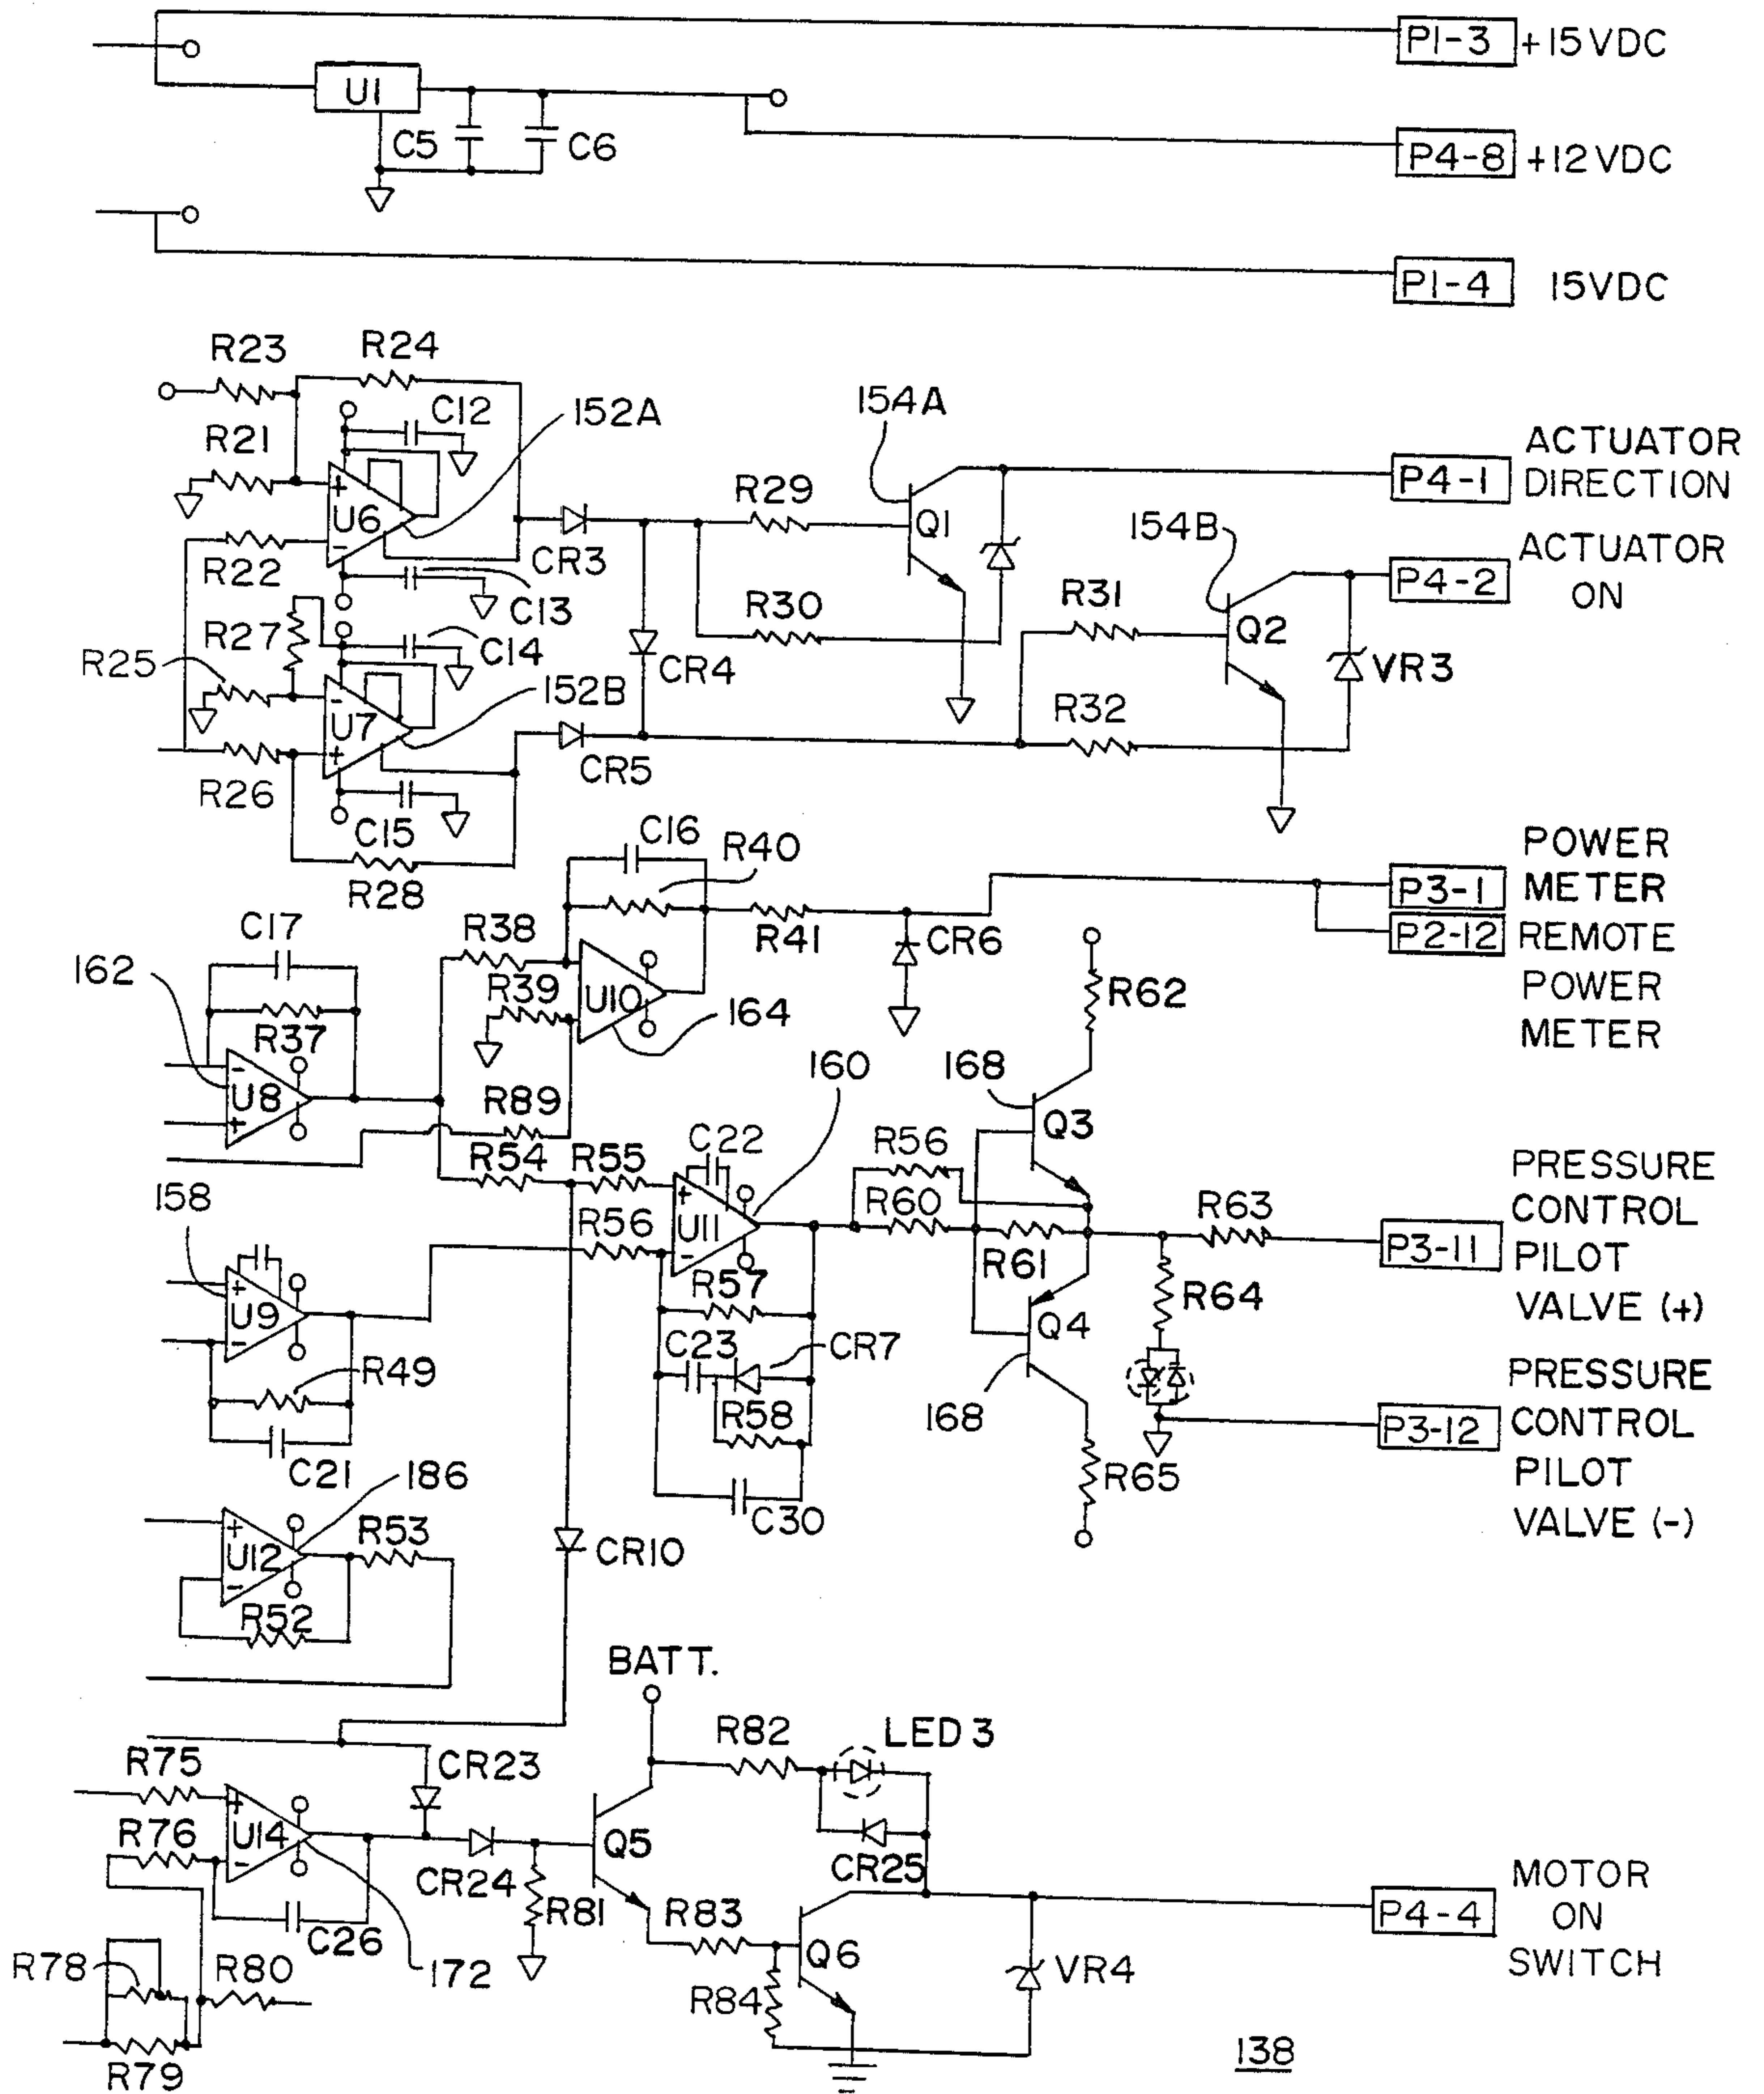 P1-3 +15 VDC
U1
C5
C6
P4-8 +12 VDC
P1-4 15VDC
R23
R24
C12
152A
154A
R21
U6
R29
Q1
P4-1
ACTUATOR
DIRECTION
154B
R22
CR3
C13
R30
R31
Q2
P4-2
ACTUATOR
ON
R27
C14
R25
CR4
VR3
U7
152B
R32
R26
CR5
C15
R28
C16
R40
P3-1
POWER
METER
P2-12
REMOTE
POWER
METER
C17
R38
R41
CR6
162
R39
U10
164
R62
R37
U8
R89
160
168
Q3
R54
R55
C22
R56
158
R56
U11
R60
R63
P3-11
PRESSURE
CONTROL
PILOT
VALVE (+)
U9
R57
R61
R64
Q4
R49
C23
CR7
R58
168
P3-12
PRESSURE
CONTROL
PILOT
VALVE (-)
C21
C30
R65
186
U12
R53
CR10
R52
BATT.
R82
LED 3
R75
CR23
R76
U14
CR24
Q5
CR25
R81
R83
C26
172
Q6
P4-4
MOTOR
ON
SWITCH
R78
R80
R84
VR4
R79
138